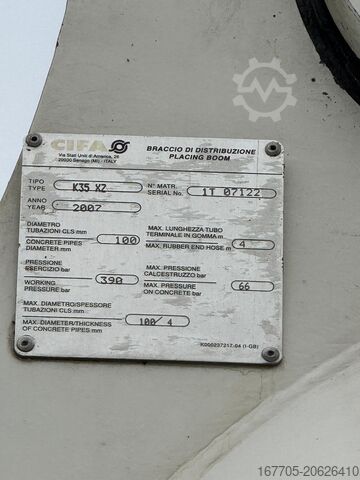 CIFA
Via Stati Uniti d'America, 26
20030 Senago (MI) - ITALY
BRACCIO DI DISTRIBUZIONE
PLACING BOOM
TIPO
TYPE K35 XZ
N° MATR.
SERIAL No. 1T 07122
ANNO
YEAR 2007
DIAMETRO
TUBAZIONI CLS mm
CONCRETE PIPES
DIAMETER mm 100
MAX. LUNGHEZZA TUBO
TERMINALE IN GOMMA m
MAX. RUBBER END HOSE m 4
PRESSIONE
ESERCIZIO bar
WORKING
PRESSURE bar 390
MAX. PRESSIONE
CALCESTRUZZO bar
MAX. PRESSURE
ON CONCRETE bar 66
MAX. DIAMETRO/SPESSORE
TUBAZIONI CLS mm
MAX. DIAMETER/THICKNESS
OF CONCRETE PIPES mm 100/ 4
K000237217-04 (I-GB)
167705-20626410